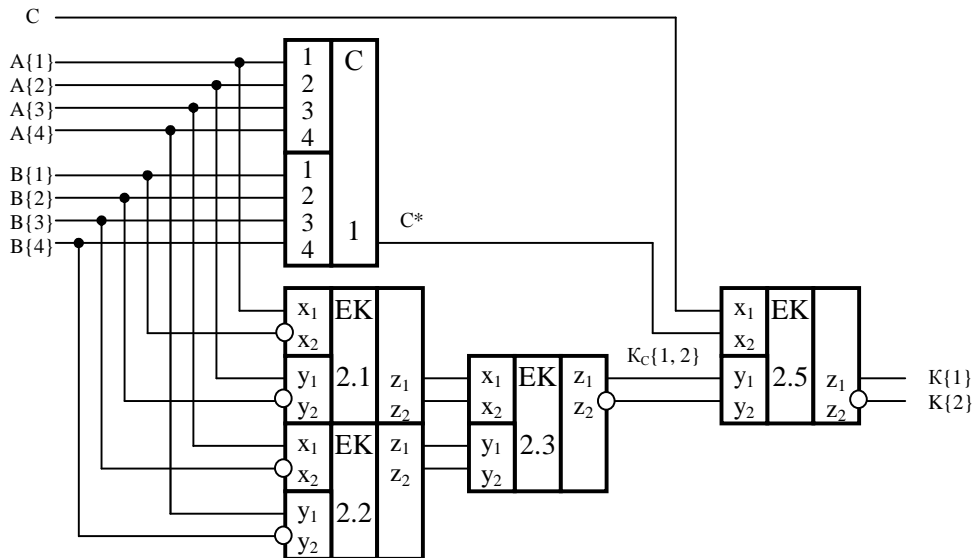 C
A{1}
A{2}
A{3}
A{4}
B{1}
B{2}
B{3}
B{4}
1 C
2
3
4
1
2
3
4 1
C*
x₁ EK
x₂
y₁ 2.1 z₁
y₂ z₂
x₁ EK z₁
x₂ z₂
y₁ 2.2
y₂
x₁ EK z₁
x₂ z₂
y₁ 2.3
y₂
K_C{1, 2}
x₁ EK
x₂
y₁ 2.5 z₁
y₂ z₂
K{1}
K{2}